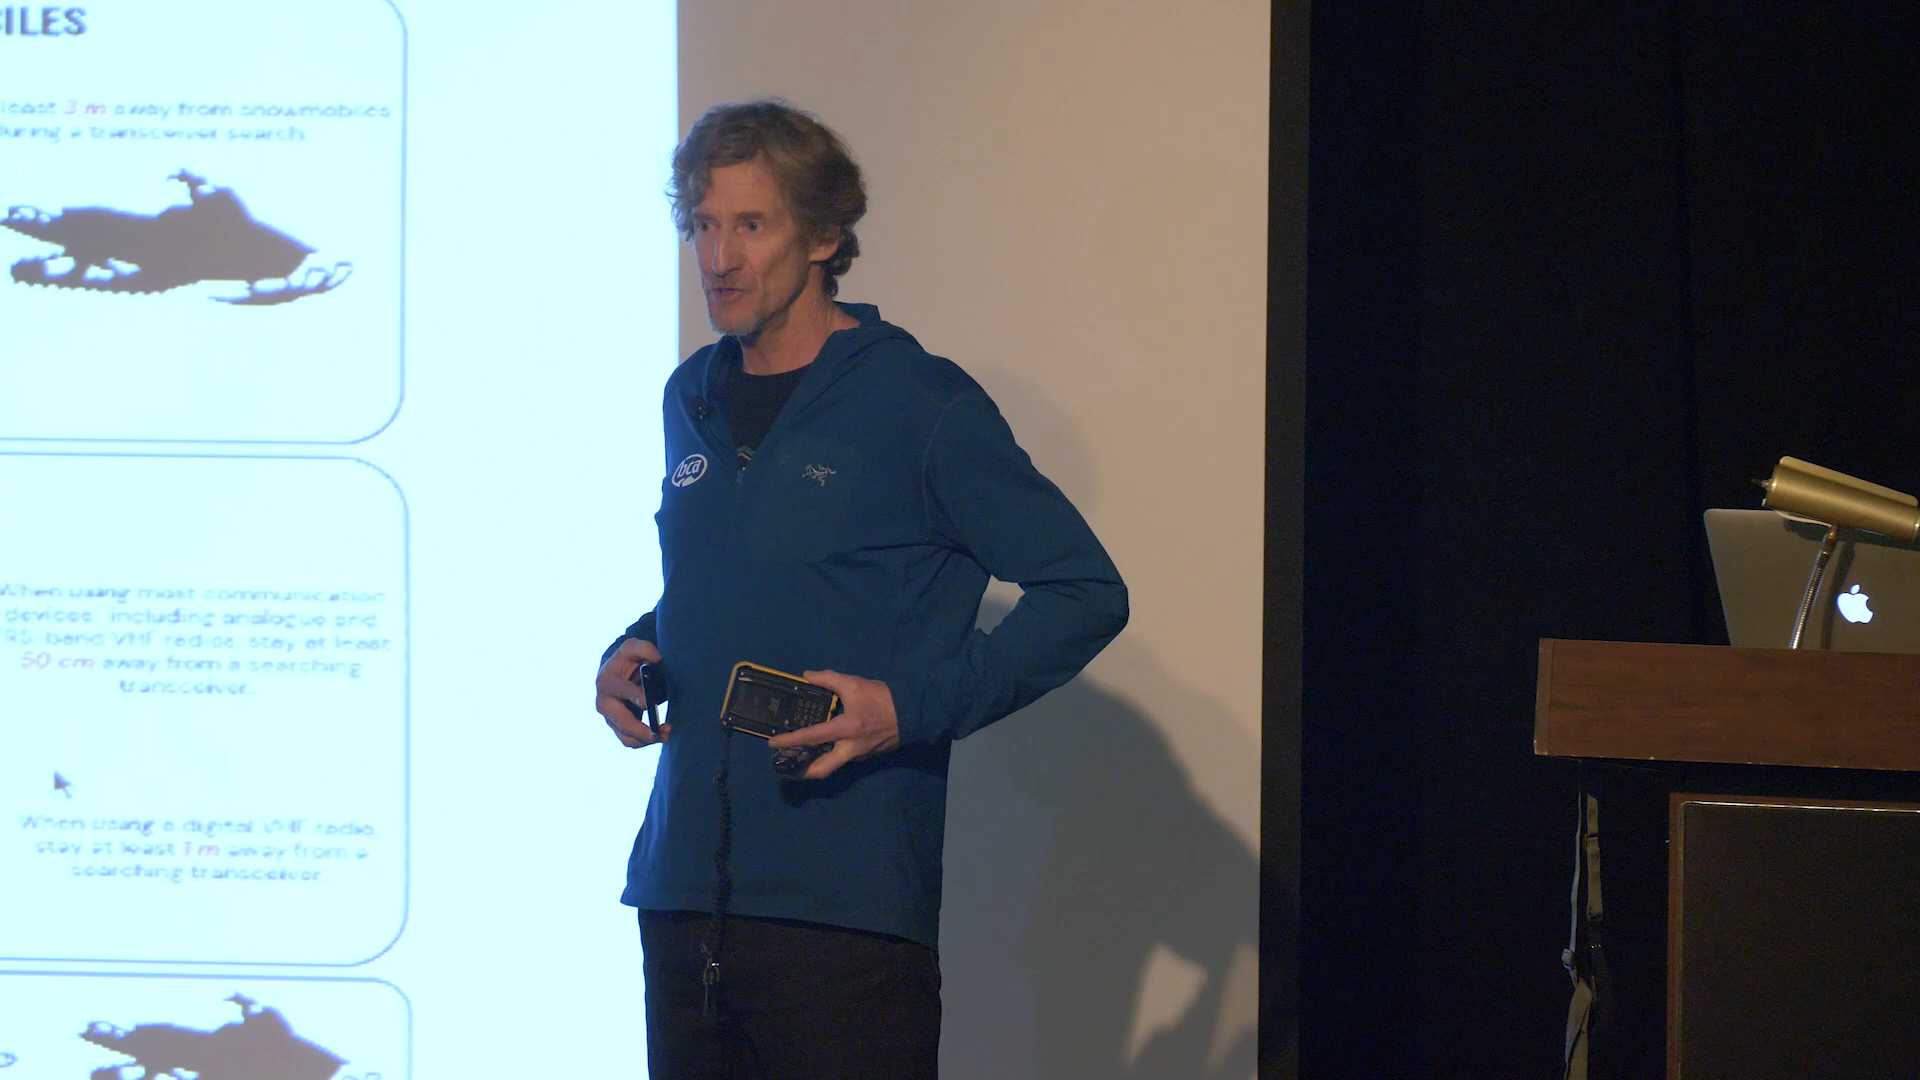 ILES
least 3 m away from snowmobiles
during a transceiver search.
When using most communication
devices, including analogue and
FRS-band VHF radios, stay at least
50 cm away from a searching
transceiver.
When using a digital VHF radio
stay at least 1 m away from a
searching transceiver.
bca